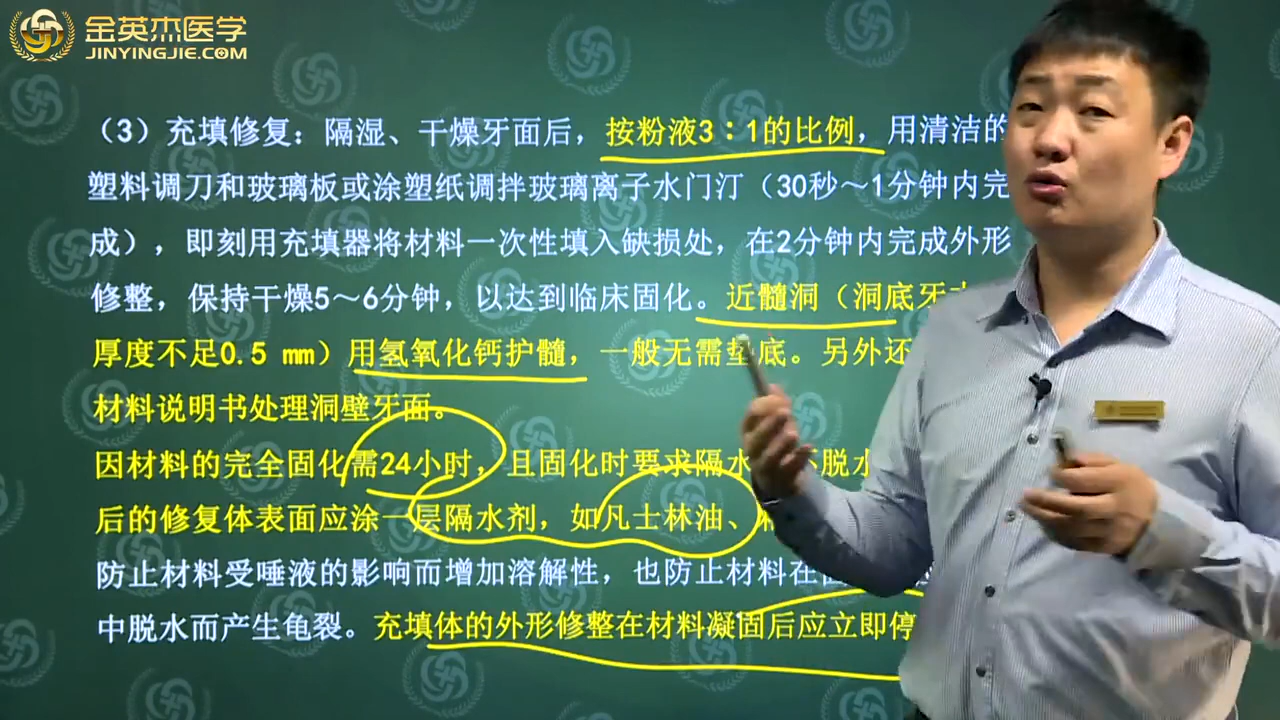 金英杰医学
JINYINGJIE.COM
（3）充填修复：隔湿、干燥牙面后，按粉液3：1的比例，用清洁的
塑料调刀和玻璃板或涂塑纸调拌玻璃离子水门汀（30秒～1分钟内完
成），即刻用充填器将材料一次性填入缺损处，在2分钟内完成外形
修整，保持干燥5～6分钟，以达到临床固化。近髓洞（洞底牙
厚度不足0.5 mm）用氢氧化钙护髓，一般无需垫底。另外还
材料说明书处理洞壁牙面。
因材料的完全固化需24小时，且固化时要求隔水
后的修复体表面应涂一层隔水剂，如凡士林油、
防止材料受唾液的影响而增加溶解性，也防止材料在
中脱水而产生龟裂。充填体的外形修整在材料凝固后应立即停